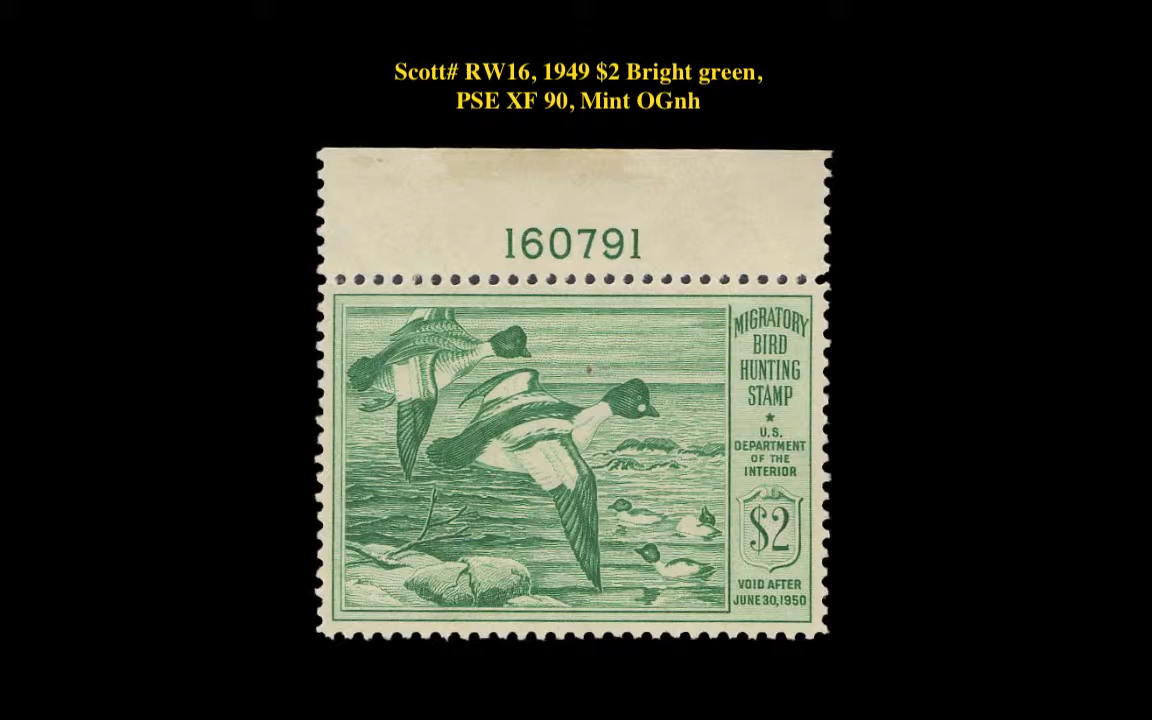 Scott# RW16, 1949 $2 Bright green,
PSE XF 90, Mint OGnh
160791
MIGRATORY
BIRD
HUNTING
STAMP
U.S.
DEPARTMENT
OF THE
INTERIOR
$2
VOID AFTER
JUNE 30, 1950